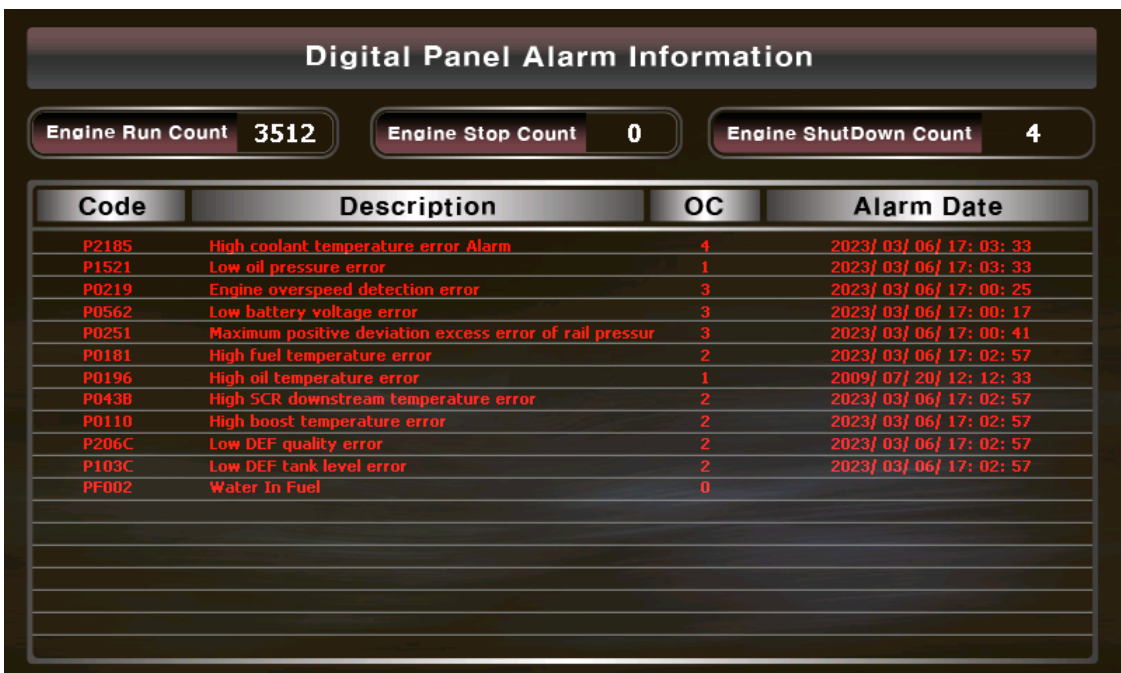 Digital Panel Alarm Information
Engine Run Count 3512 Engine Stop Count 0 Engine ShutDown Count 4
Code Description OC Alarm Date
P2185 High coolant temperature error Alarm 4 2023/ 03/ 06/ 17: 03: 33
P1521 Low oil pressure error 1 2023/ 03/ 06/ 17: 03: 33
P0219 Engine overspeed detection error 3 2023/ 03/ 06/ 17: 00: 25
P0562 Low battery voltage error 3 2023/ 03/ 06/ 17: 00: 17
P0251 Maximum positive deviation excess error of rail pressur 3 2023/ 03/ 06/ 17: 00: 41
P0181 High fuel temperature error 2 2023/ 03/ 06/ 17: 02: 57
P0196 High oil temperature error 1 2009/ 07/ 20/ 12: 12: 33
P043B High SCR downstream temperature error 2 2023/ 03/ 06/ 17: 02: 57
P0110 High boost temperature error 2 2023/ 03/ 06/ 17: 02: 57
P206C Low DEF quality error 2 2023/ 03/ 06/ 17: 02: 57
P103C Low DEF tank level error 2 2023/ 03/ 06/ 17: 02: 57
PF002 Water In Fuel 0